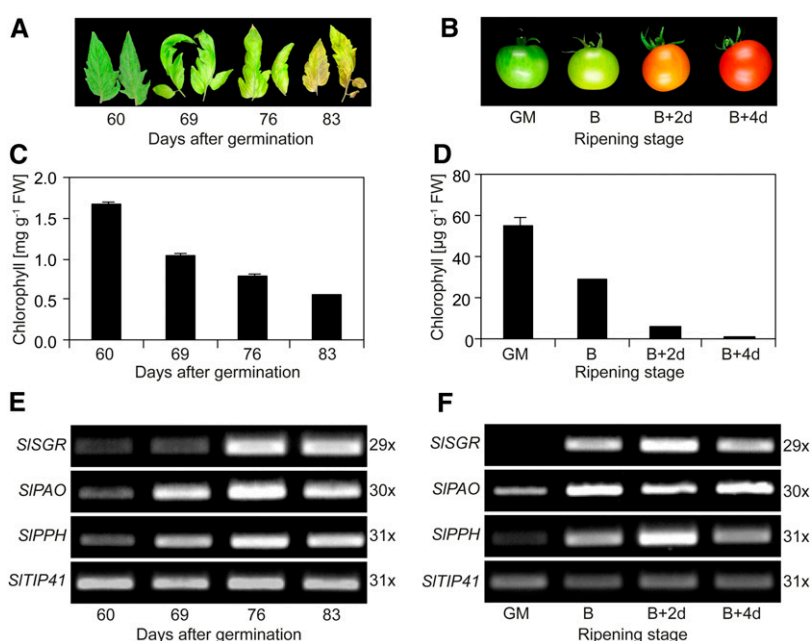 A
60 69 76 83
Days after germination
B
GM B B+2d B+4d
Ripening stage
C
Chlorophyll [mg g⁻¹ FW]
2.0
1.5
1.0
0.5
0.0
60 69 76 83
Days after germination
D
Chlorophyll [µg g⁻¹ FW]
80
60
40
20
0
GM B B+2d B+4d
Ripening stage
E
SlSGR 29x
SlPAO 30x
SlPPH 31x
SlTIP41 31x
60 69 76 83
Days after germination
F
SlSGR 29x
SlPAO 30x
SlPPH 31x
SlTIP41 31x
GM B B+2d B+4d
Ripening stage